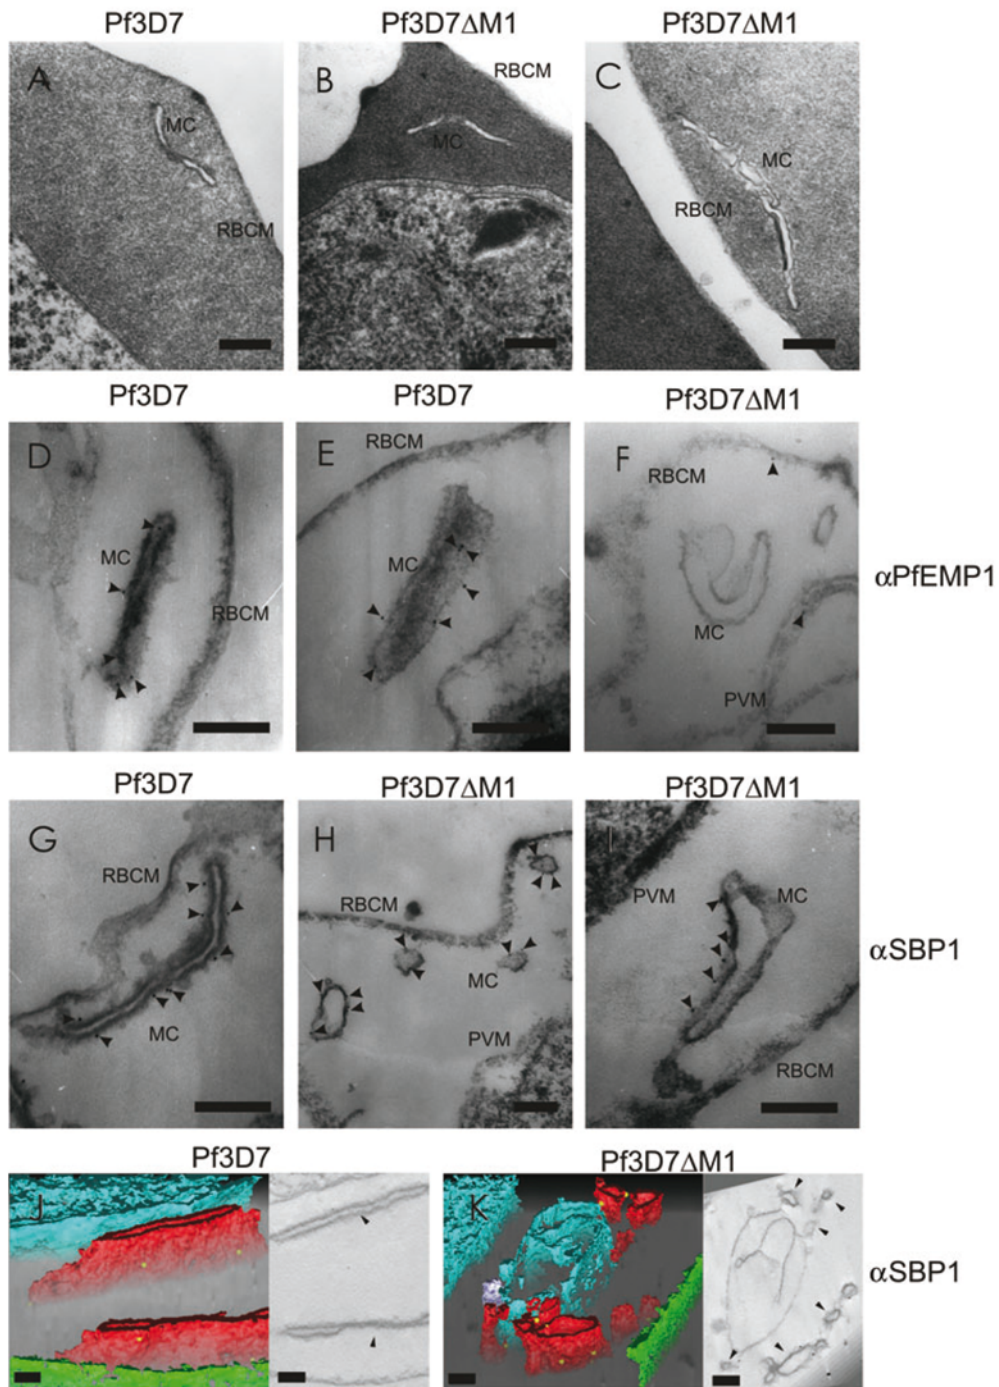 Pf3D7 Pf3D7ΔM1 Pf3D7ΔM1
A MC RBCM
B RBCM MC
C MC RBCM
Pf3D7 Pf3D7 Pf3D7ΔM1
D MC RBCM
E RBCM MC
F RBCM MC PVM
αPfEMP1
Pf3D7 Pf3D7ΔM1 Pf3D7ΔM1
G RBCM MC
H RBCM MC PVM
I PVM MC RBCM
αSBP1
Pf3D7 Pf3D7ΔM1
J K
αSBP1